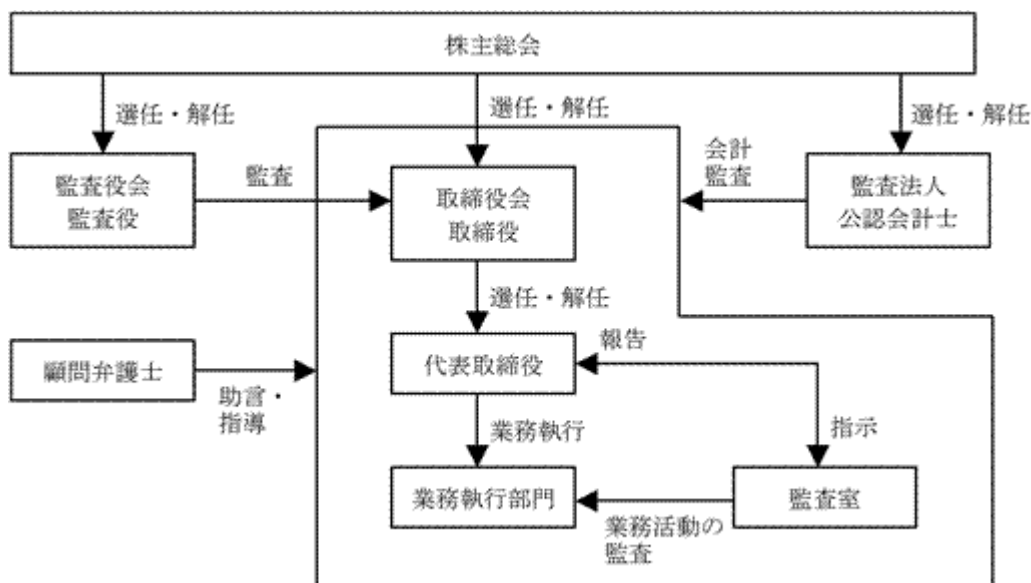 株主総会
選任・解任
選任・解任
選任・解任
監査役会
監査役
監査
取締役会
取締役
会計
監査
監査法人
公認会計士
選任・解任
顧問弁護士
助言・
指導
代表取締役
報告
業務執行
指示
業務執行部門
業務活動の
監査
監査室